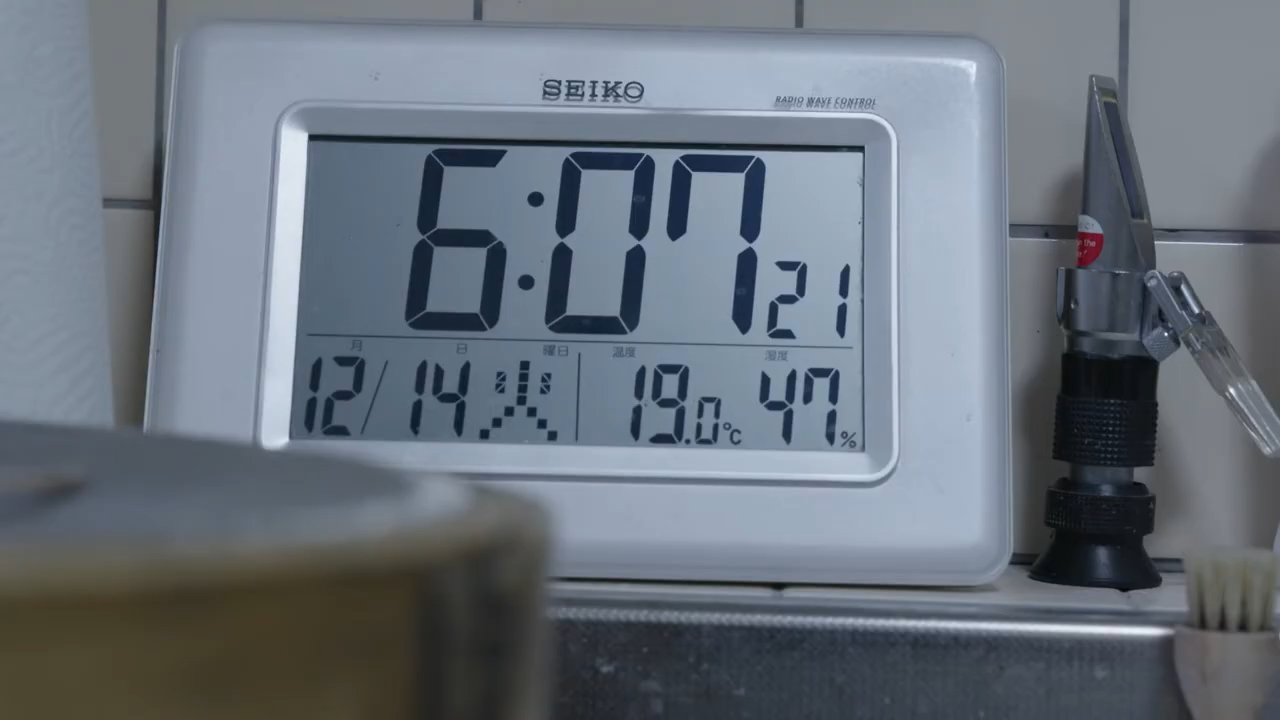 SEIKO
RADIO WAVE CONTROL
6:07 21
月 日 曜日 温度 湿度
12/14 火 19.0℃ 47%